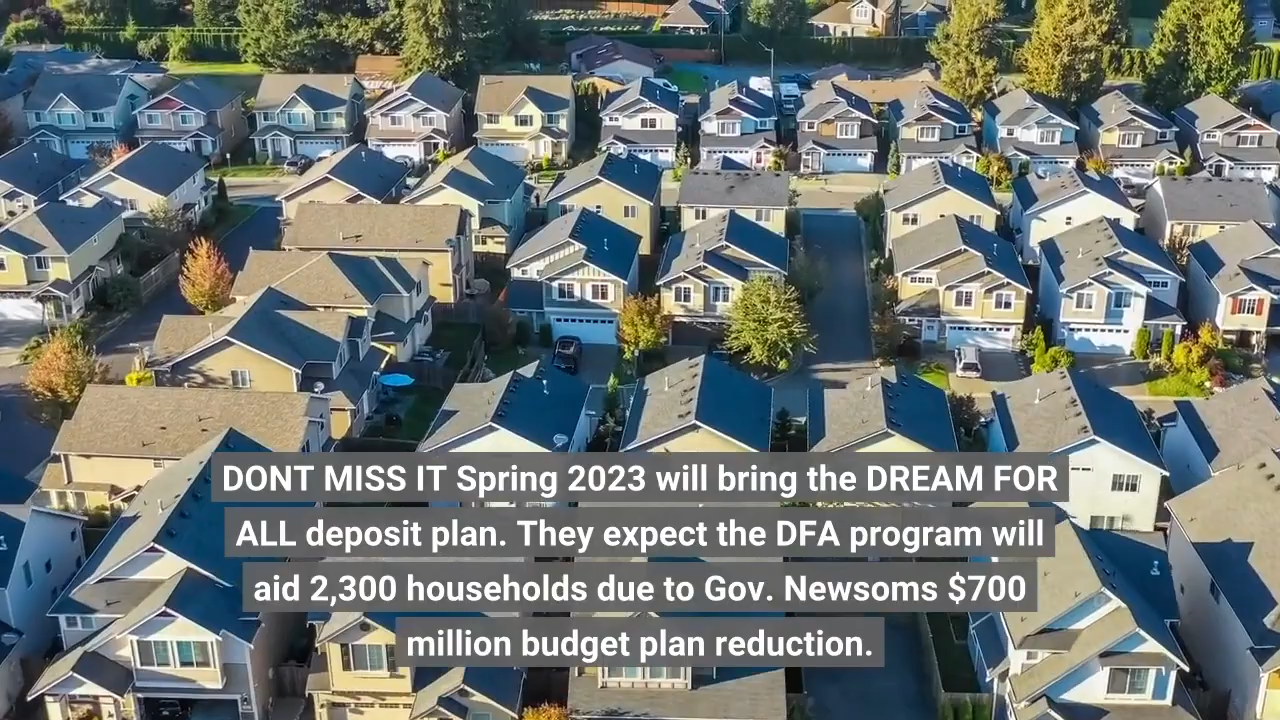 DONT MISS IT Spring 2023 will bring the DREAM FOR
ALL deposit plan. They expect the DFA program will
aid 2,300 households due to Gov. Newsoms $700
million budget plan reduction.